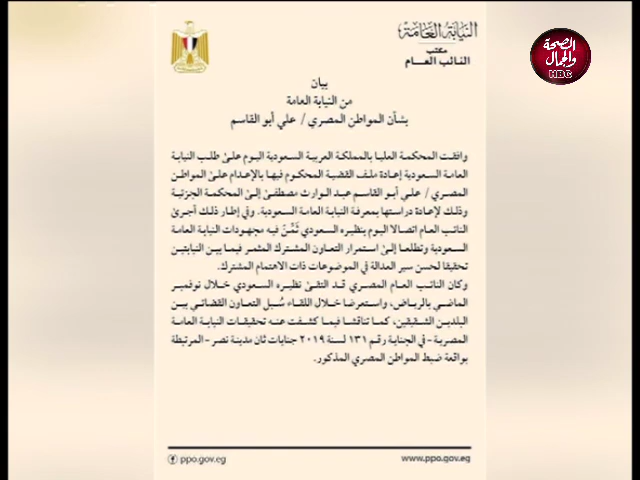 النيابة العامة
مكتب
النائب العام
الصحة
والجمال
HBC
بيان
من النيابة العامة
بشأن المواطن المصري/ علي أبو القاسم
وافقت المحكمة العليا بالمملكة العربية السعودية اليوم على طلب النيابة
العامة السعودية إعادة ملف القضية المحكوم فيها بالإعدام على المواطن
المصري/ علي أبو القاسم عبد الوارث مصطفى إلى المحكمة الجزئية
وذلك لإعادة دراستها بمعرفة النيابة العامة السعودية. وفي إطار ذلك أجرى
النائب العام اتصالا اليوم بنظيره السعودي ثَمَّنَ فيه مجهودات النيابة العامة
السعودية وتطلعا إلى استمرار التعاون المشترك المثمر فيما بين النيابتين
تحقيقا لحسن سير العدالة في الموضوعات ذات الاهتمام المشترك.
وكان النائب العام المصري قد التقى نظيره السعودي خلال نوفمبر
الماضي بالرياض، واستعرضا خلال اللقاء سُبل التعاون القضائي بين
البلدين الشقيقين، كما تناقشا فيما كشفت عنه تحقيقات النيابة العامة
المصرية - في الجناية رقم ١٣١ لسنة ٢٠١٩ جنايات ثان مدينة نصر - المرتبطة
بواقعة ضبط المواطن المصري المذكور.
ppo.gov.eg
www.ppo.gov.eg